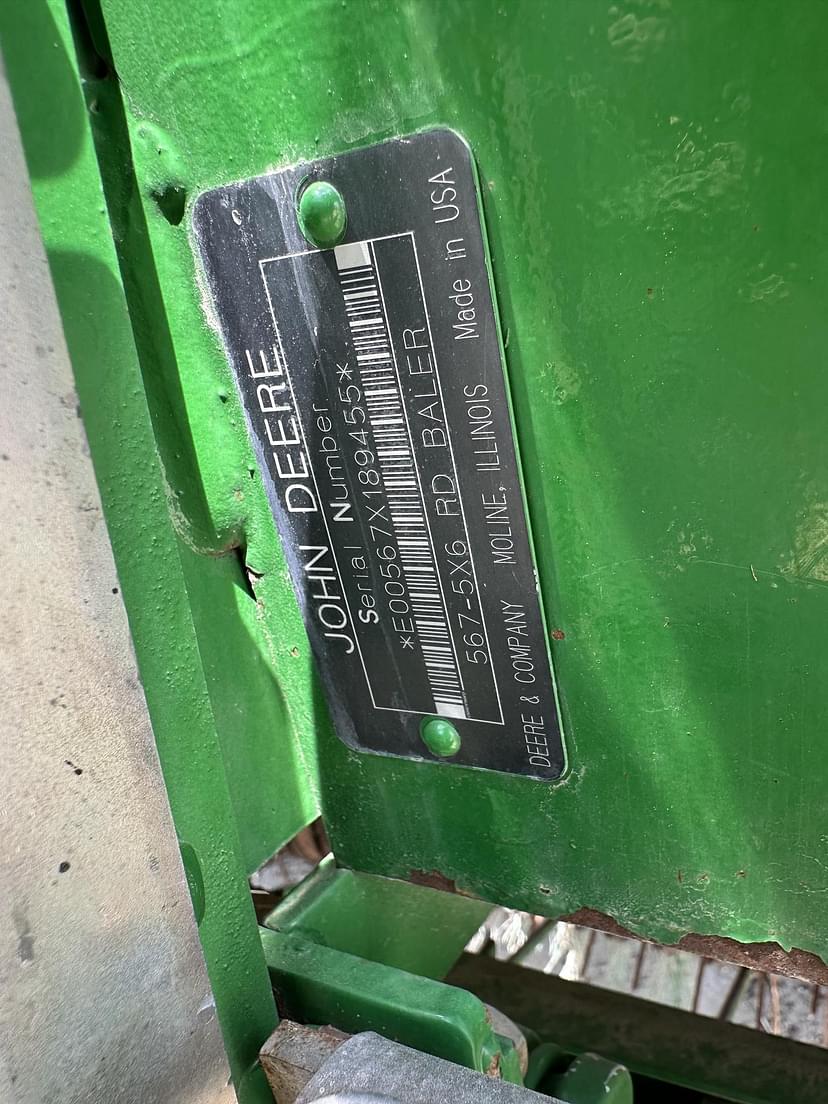 JOHN DEERE
Serial Number
*E00567X189455*
567-5X6 RD BALER
DEERE & COMPANY MOLINE, ILLINOIS Made in USA